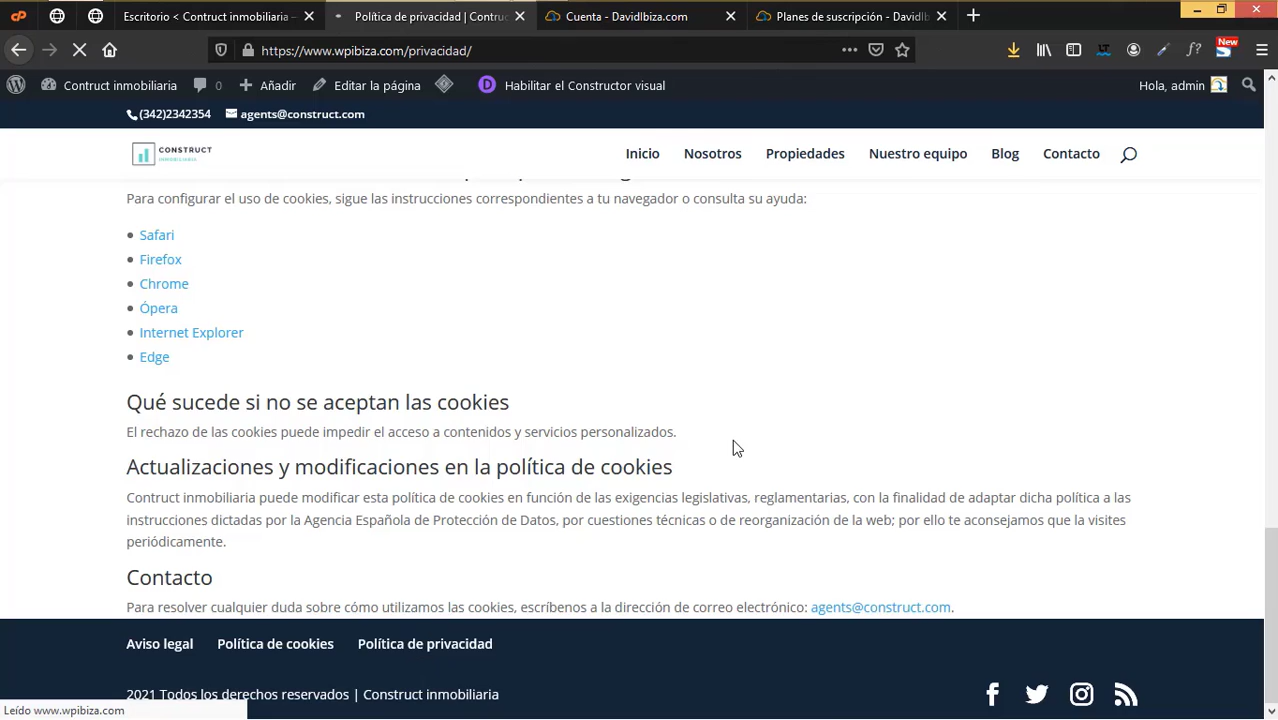 Escritorio < Contruct inmobiliaria –
Política de privacidad | Contruc
Cuenta - DavidIbiza.com
Planes de suscripción - DavidIb
https://www.wpibiza.com/privacidad/
New
Contruct inmobiliaria
0
Añadir
Editar la página
D
Habilitar el Constructor visual
Hola, admin
(342)2342354
agents@construct.com
CONSTRUCT
INMOBILIARIA
Inicio
Nosotros
Propiedades
Nuestro equipo
Blog
Contacto
Para configurar el uso de cookies, sigue las instrucciones correspondientes a tu navegador o consulta su ayuda:
Safari
Firefox
Chrome
Ópera
Internet Explorer
Edge
Qué sucede si no se aceptan las cookies
El rechazo de las cookies puede impedir el acceso a contenidos y servicios personalizados.
Actualizaciones y modificaciones en la política de cookies
Contruct inmobiliaria puede modificar esta política de cookies en función de las exigencias legislativas, reglamentarias, con la finalidad de adaptar dicha política a las
instrucciones dictadas por la Agencia Española de Protección de Datos, por cuestiones técnicas o de reorganización de la web; por ello te aconsejamos que la visites
periódicamente.
Contacto
Para resolver cualquier duda sobre cómo utilizamos las cookies, escríbenos a la dirección de correo electrónico: agents@construct.com.
Aviso legal
Política de cookies
Política de privacidad
2021 Todos los derechos reservados | Construct inmobiliaria
Leído www.wpibiza.com